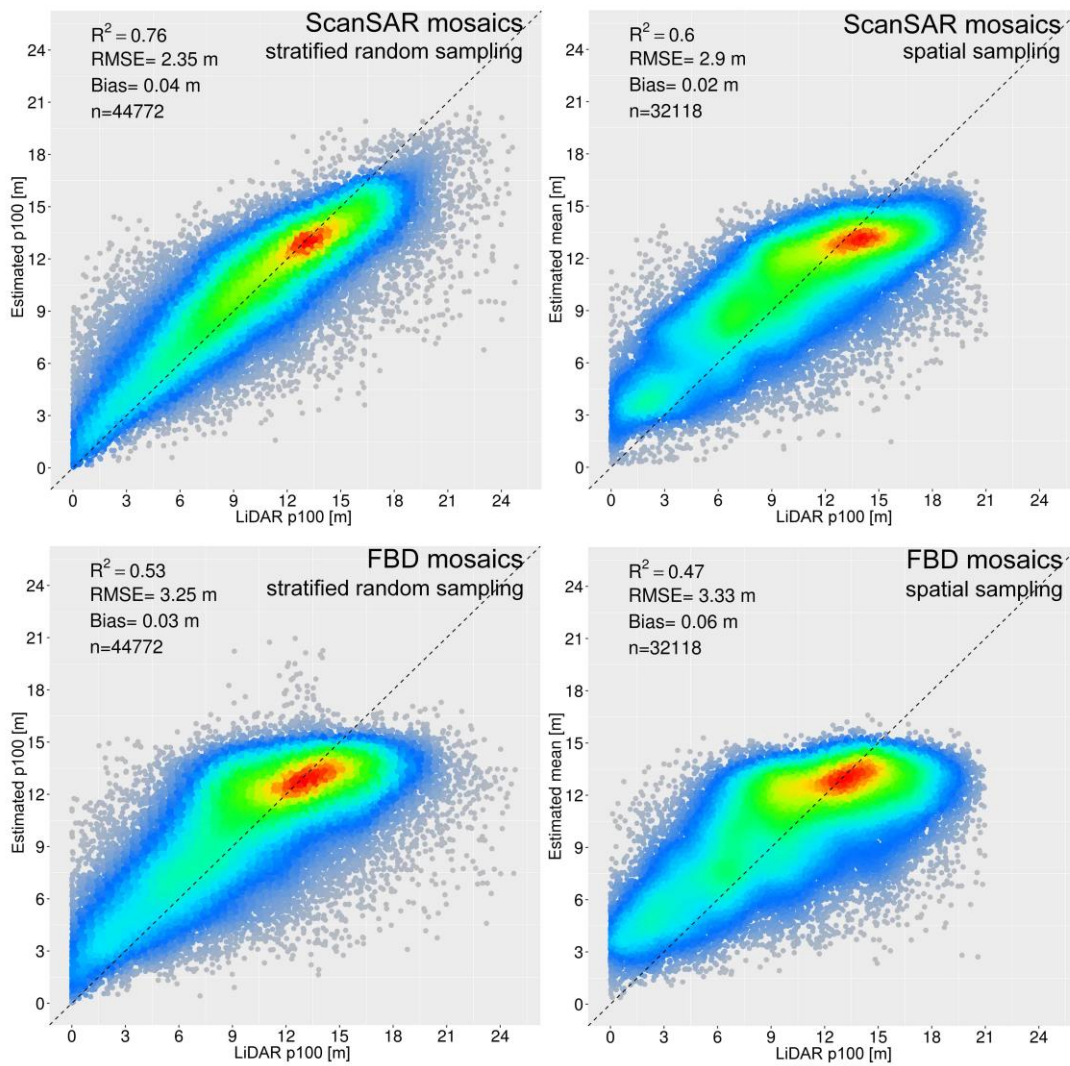 ScanSAR mosaics
stratified random sampling
R² = 0.76
RMSE= 2.35 m
Bias= 0.04 m
n=44772
Estimated p100 [m]
24
21
18
15
12
9
6
3
0
0 3 6 9 12 15 18 21 24
LiDAR p100 [m]
ScanSAR mosaics
spatial sampling
R² = 0.6
RMSE= 2.9 m
Bias= 0.02 m
n=32118
Estimated mean [m]
24
21
18
15
12
9
6
3
0
0 3 6 9 12 15 18 21 24
LiDAR p100 [m]
FBD mosaics
stratified random sampling
R² = 0.53
RMSE= 3.25 m
Bias= 0.03 m
n=44772
Estimated p100 [m]
24
21
18
15
12
9
6
3
0
0 3 6 9 12 15 18 21 24
LiDAR p100 [m]
FBD mosaics
spatial sampling
R² = 0.47
RMSE= 3.33 m
Bias= 0.06 m
n=32118
Estimated mean [m]
24
21
18
15
12
9
6
3
0
0 3 6 9 12 15 18 21 24
LiDAR p100 [m]